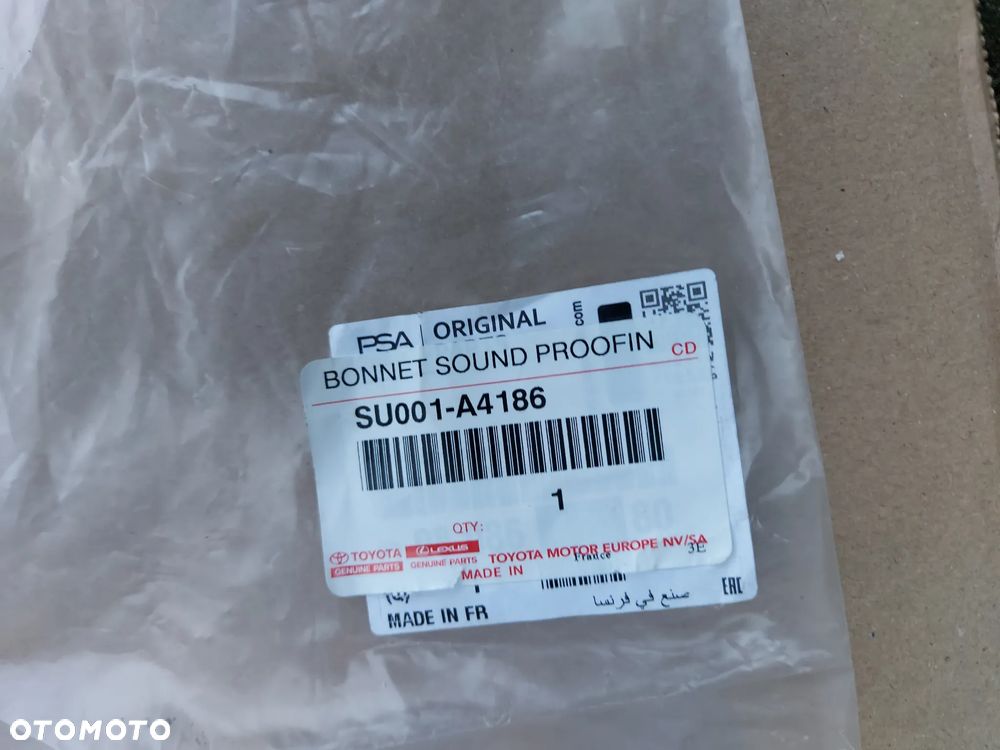 PSA ORIGINAL
com
BONNET SOUND PROOFIN CD
SU001-A4186
1
QTY:
TOYOTA LEXUS TOYOTA MOTOR EUROPE NV/SA
GENUINE PARTS GENUINE PARTS
MADE IN France 3E
MADE IN FR
صنع في فرنسا
EAC
OTOMOTO